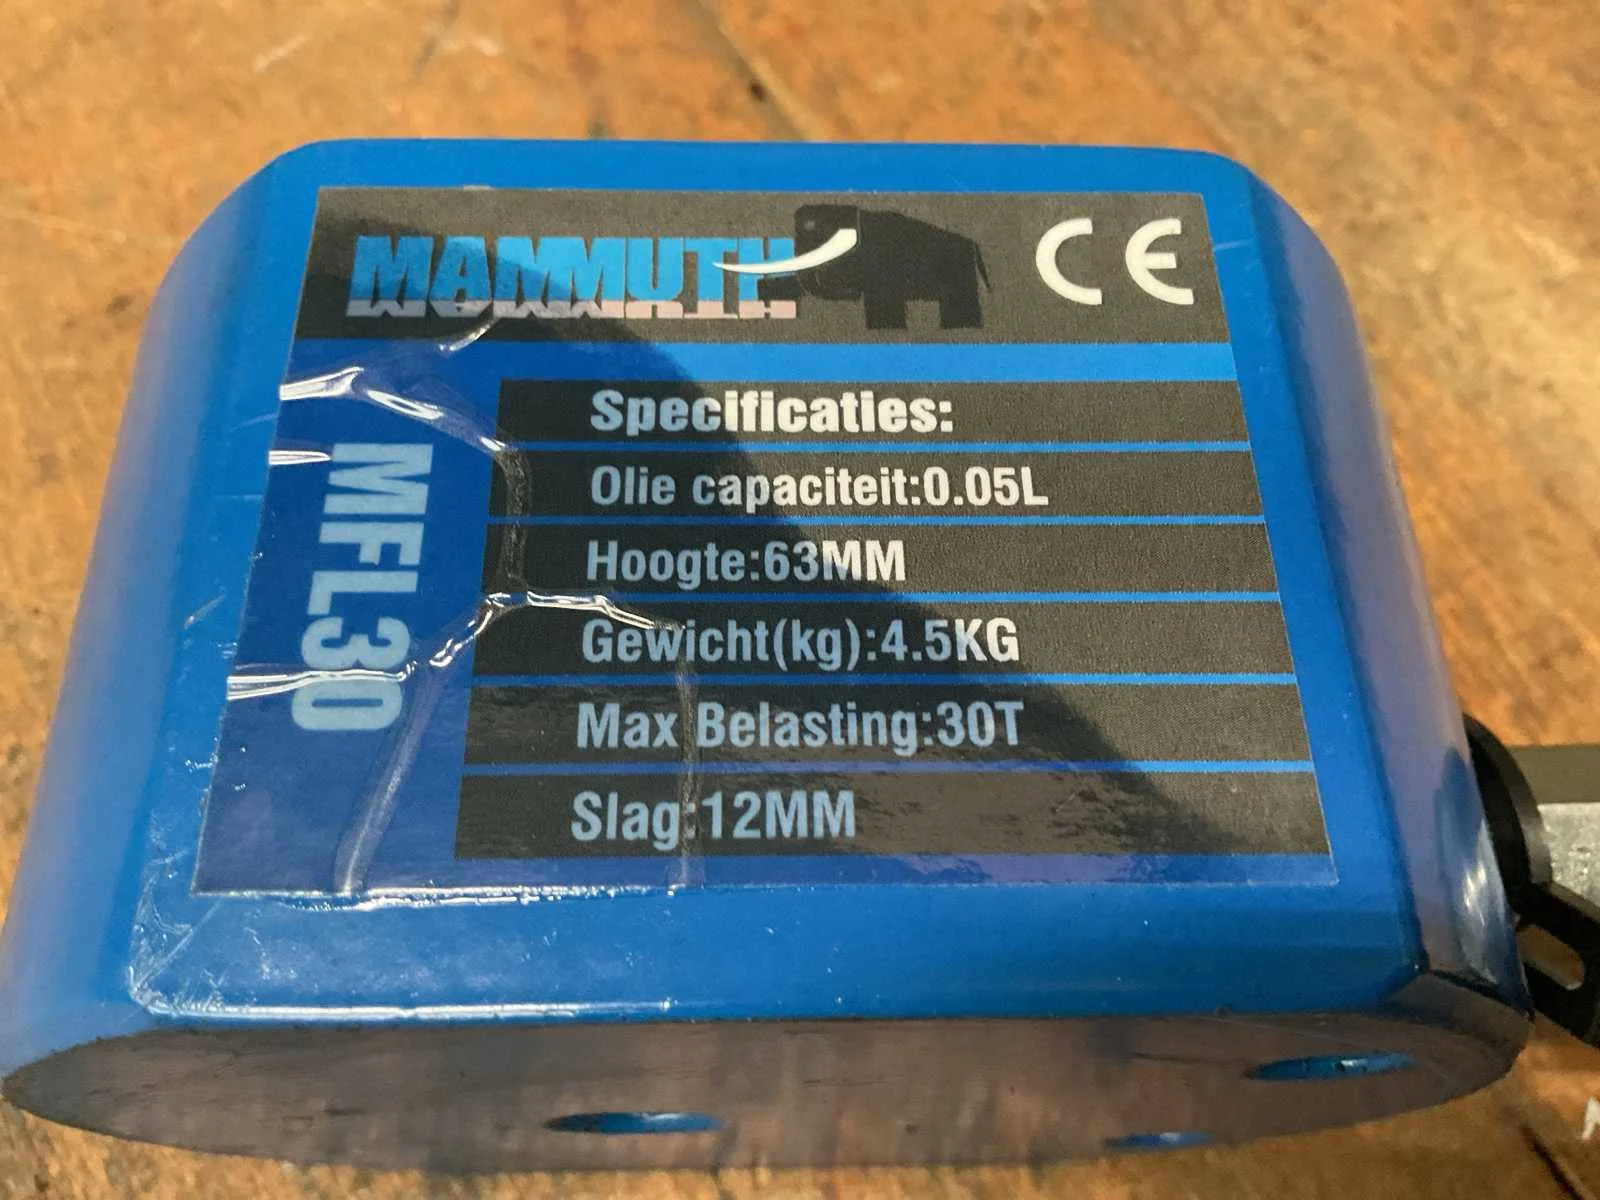 MAMMUTH
CE
MFL30
Specificaties:
Olie capaciteit:0.05L
Hoogte:63MM
Gewicht(kg):4.5KG
Max Belasting:30T
Slag:12MM